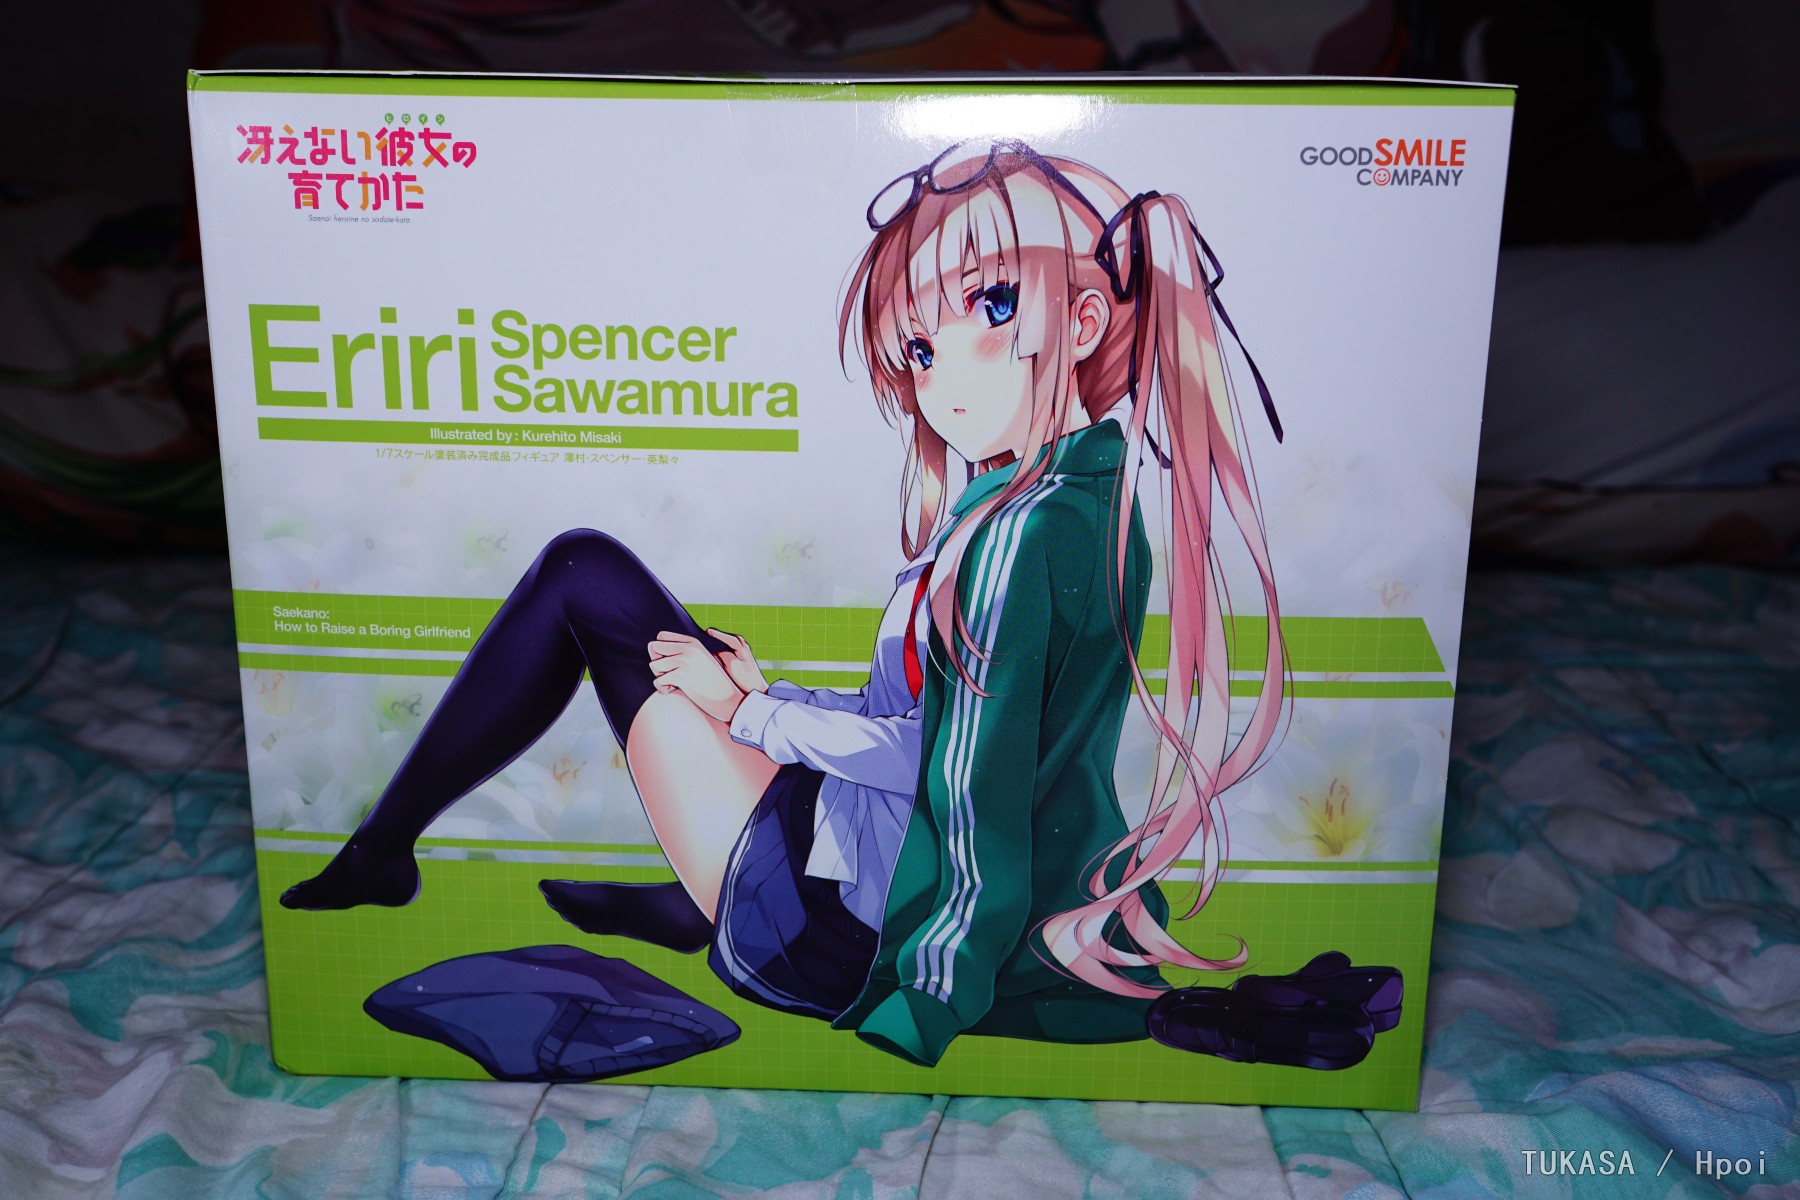 ヒロイン
冴えない彼女の
育てかた
Saenai heroine no sodate-kata.
GOOD SMILE
COMPANY
Eriri Spencer
Sawamura
Illustrated by : Kurehito Misaki
1/7スケール塗装済み完成品フィギュア 澤村・スペンサー・英梨々
Saekano:
How to Raise a Boring Girlfriend
TUKASA / Hpoi